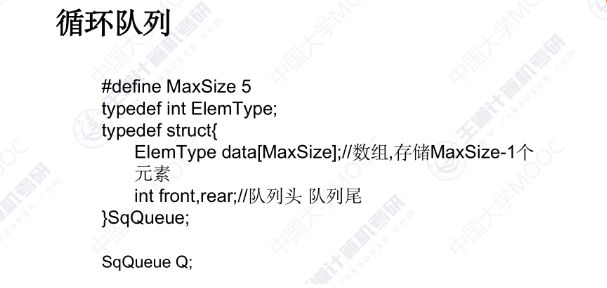 循环队列
#define MaxSize 5
typedef int ElemType;
typedef struct{
ElemType data[MaxSize];//数组,存储MaxSize-1个
元素
int front,rear;//队列头 队列尾
}SqQueue;
SqQueue Q;